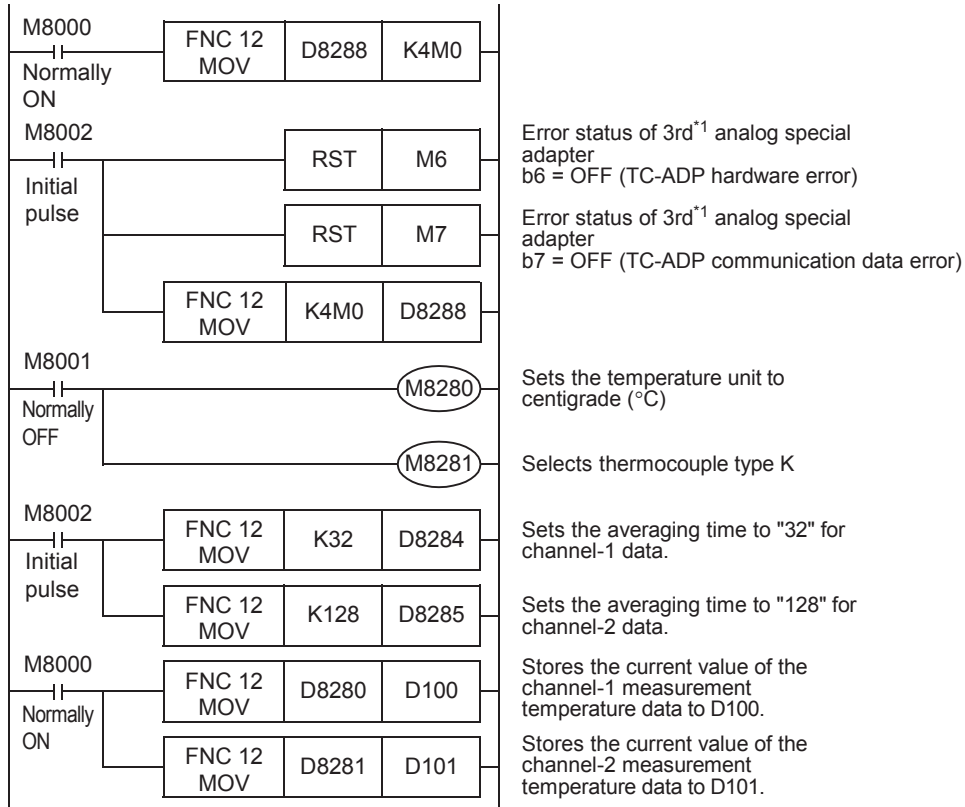 M8000
FNC 12
MOV
D8288
K4M0
Normally
ON
M8002
Initial
pulse
RST
M6
Error status of 3rd*1 analog special
adapter
b6 = OFF (TC-ADP hardware error)
RST
M7
Error status of 3rd*1 analog special
adapter
b7 = OFF (TC-ADP communication data error)
FNC 12
MOV
K4M0
D8288
M8001
Normally
OFF
M8280
Sets the temperature unit to
centigrade (°C)
M8281
Selects thermocouple type K
M8002
Initial
pulse
FNC 12
MOV
K32
D8284
Sets the averaging time to "32" for
channel-1 data.
FNC 12
MOV
K128
D8285
Sets the averaging time to "128" for
channel-2 data.
M8000
Normally
ON
FNC 12
MOV
D8280
D100
Stores the current value of the
channel-1 measurement
temperature data to D100.
FNC 12
MOV
D8281
D101
Stores the current value of the
channel-2 measurement
temperature data to D101.